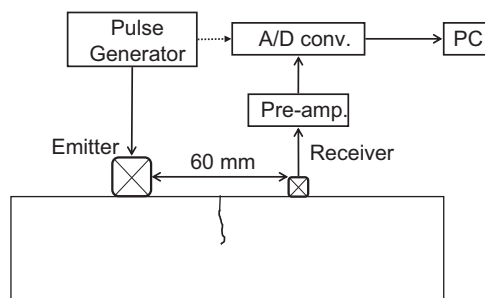 Pulse
Generator
A/D conv.
PC
Pre-amp.
Emitter
60 mm
Receiver